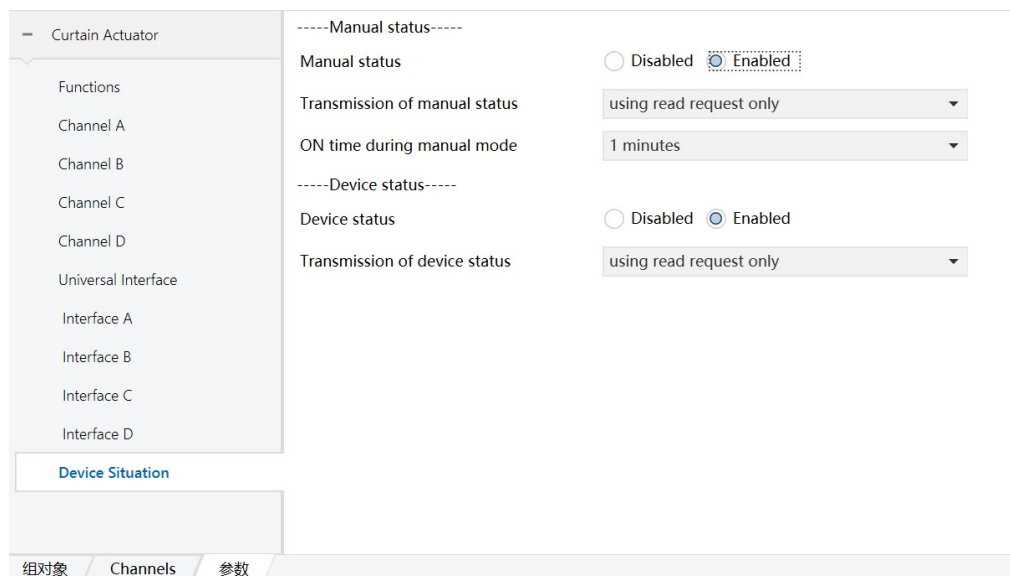 Curtain Actuator
Functions
Channel A
Channel B
Channel C
Channel D
Universal Interface
Interface A
Interface B
Interface C
Interface D
Device Situation
-----Manual status-----
Manual status Disabled Enabled
Transmission of manual status using read request only
ON time during manual mode 1 minutes
-----Device status-----
Device status Disabled Enabled
Transmission of device status using read request only
组对象 Channels 参数